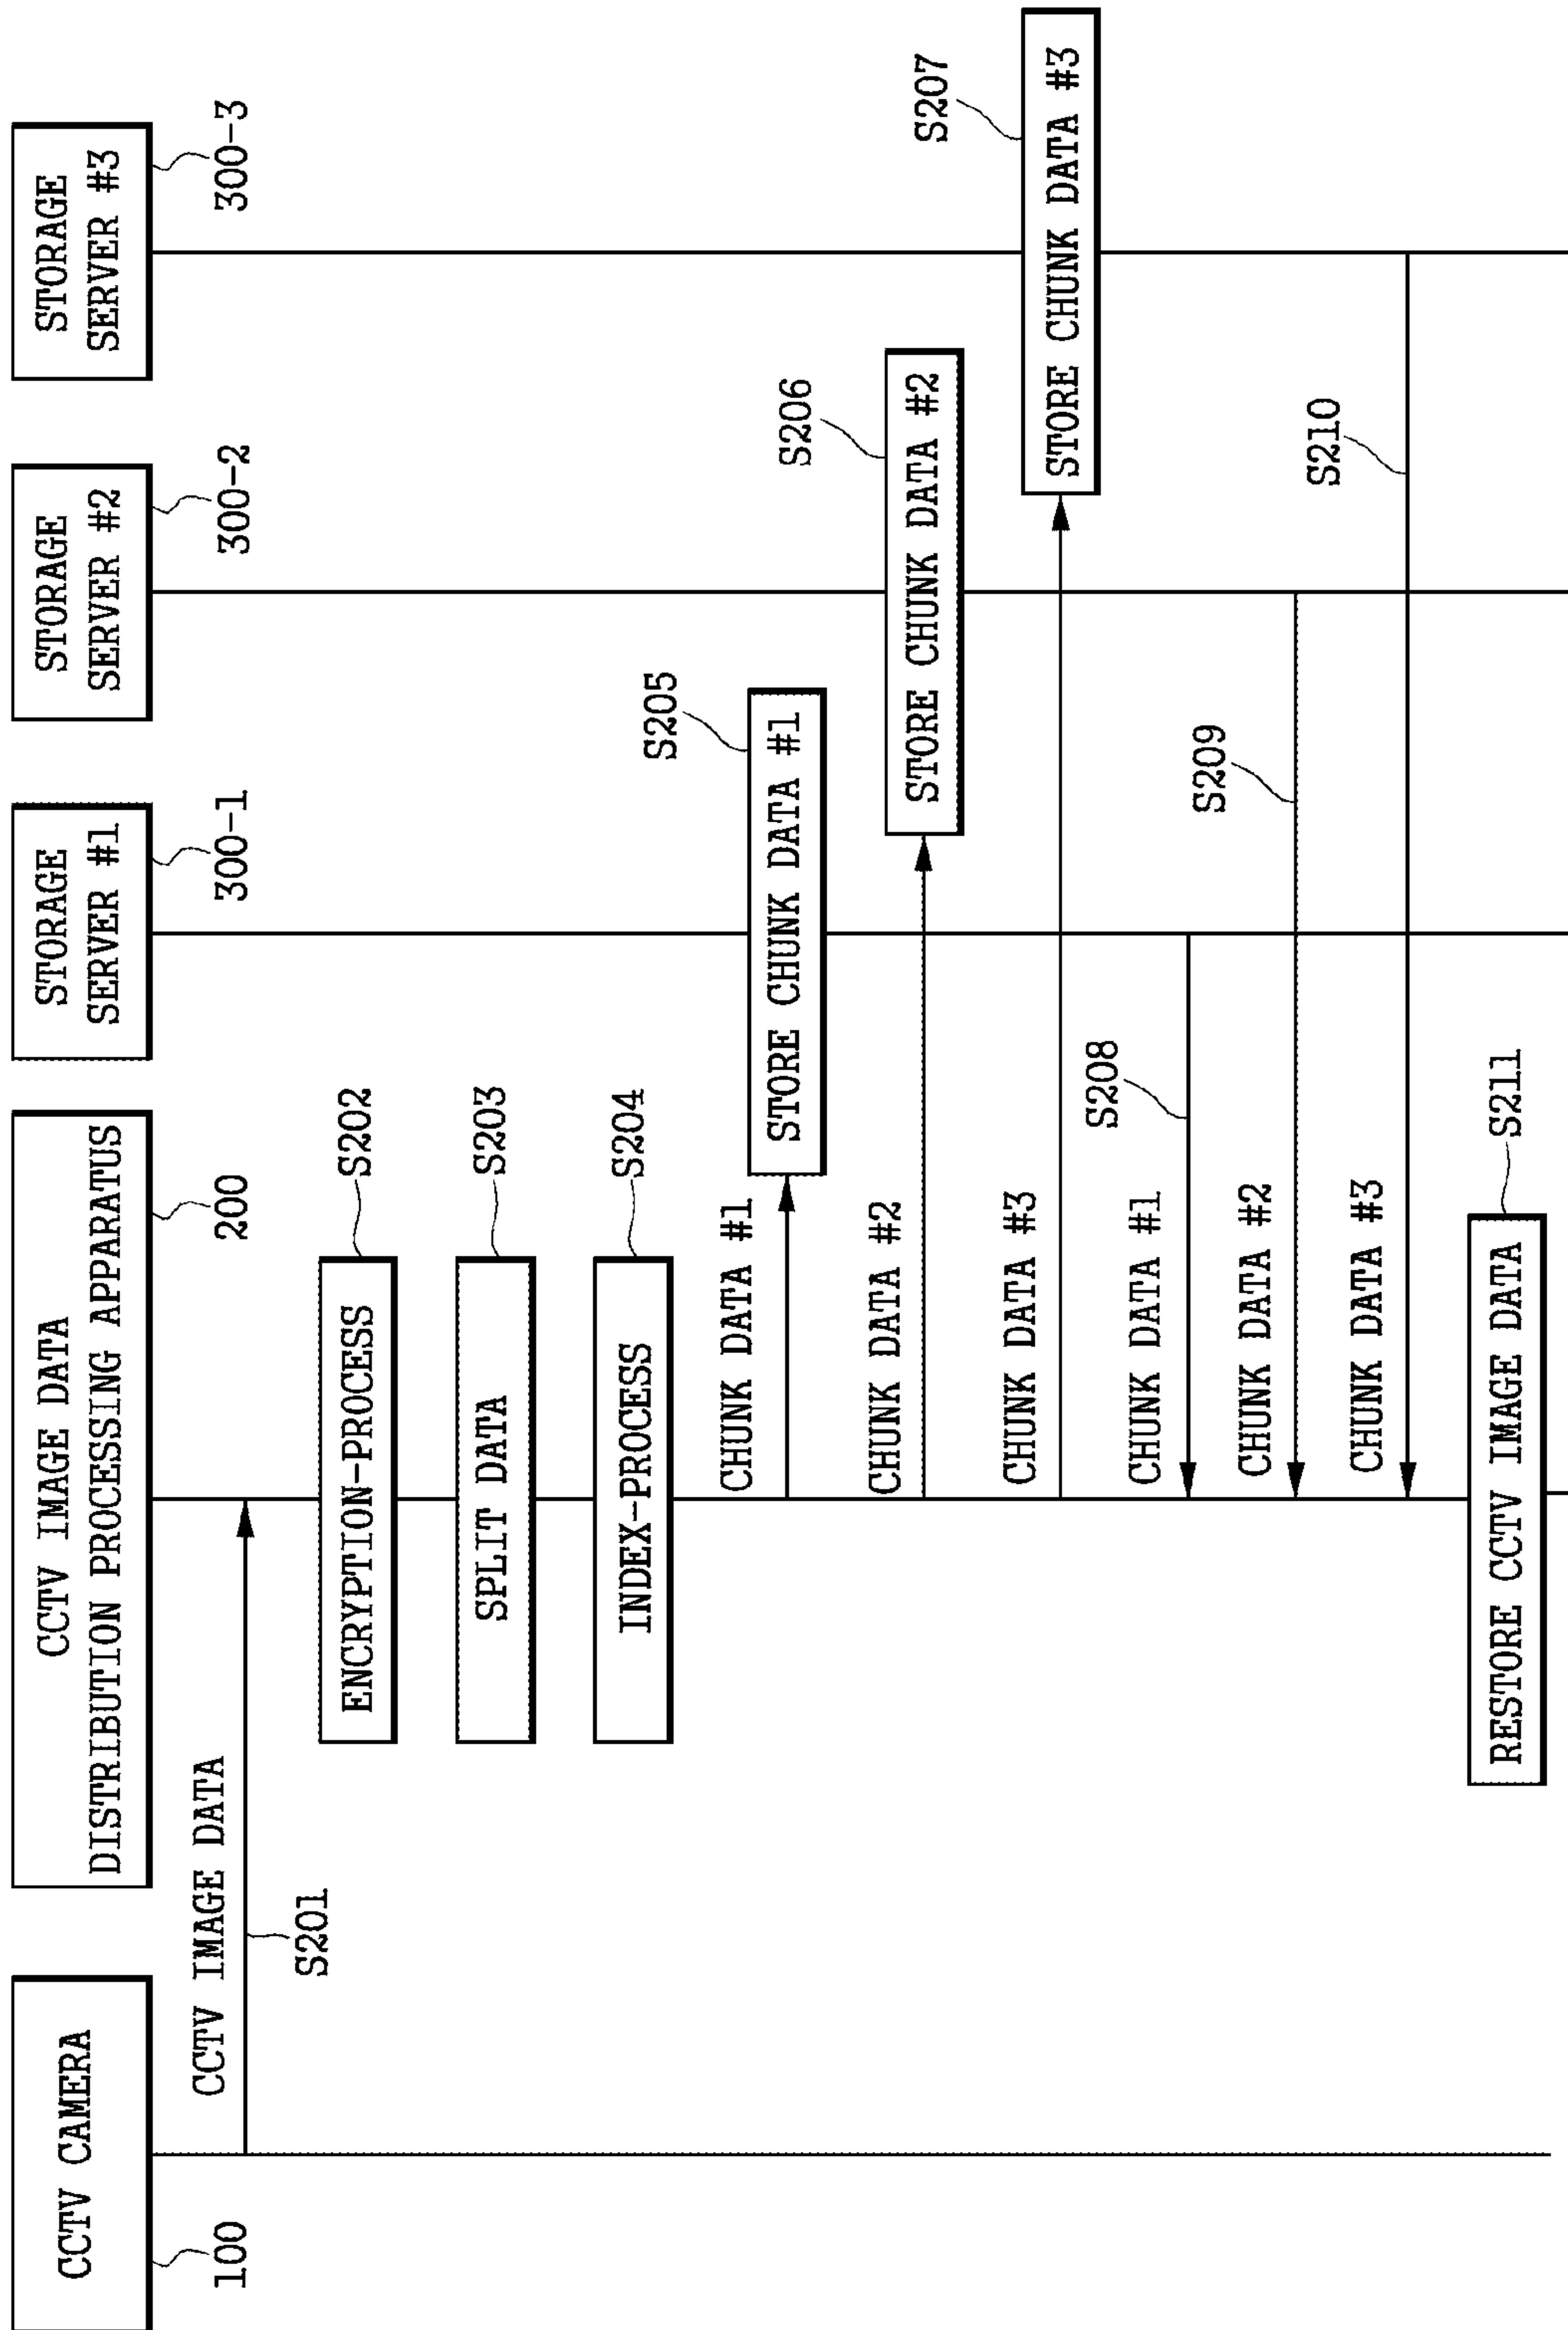 CCTV CAMERA
100
CCTV IMAGE DATA
DISTRIBUTION PROCESSING APPARATUS
200
STORAGE
SERVER #1
300-1
STORAGE
SERVER #2
300-2
STORAGE
SERVER #3
300-3
CCTV IMAGE DATA
S201
ENCRYPTION-PROCESS
S202
SPLIT DATA
S203
INDEX-PROCESS
S204
CHUNK DATA #1
STORE CHUNK DATA #1
S205
CHUNK DATA #2
STORE CHUNK DATA #2
S206
CHUNK DATA #3
STORE CHUNK DATA #3
S207
CHUNK DATA #1
S208
CHUNK DATA #2
S209
CHUNK DATA #3
S210
RESTORE CCTV IMAGE DATA
S211